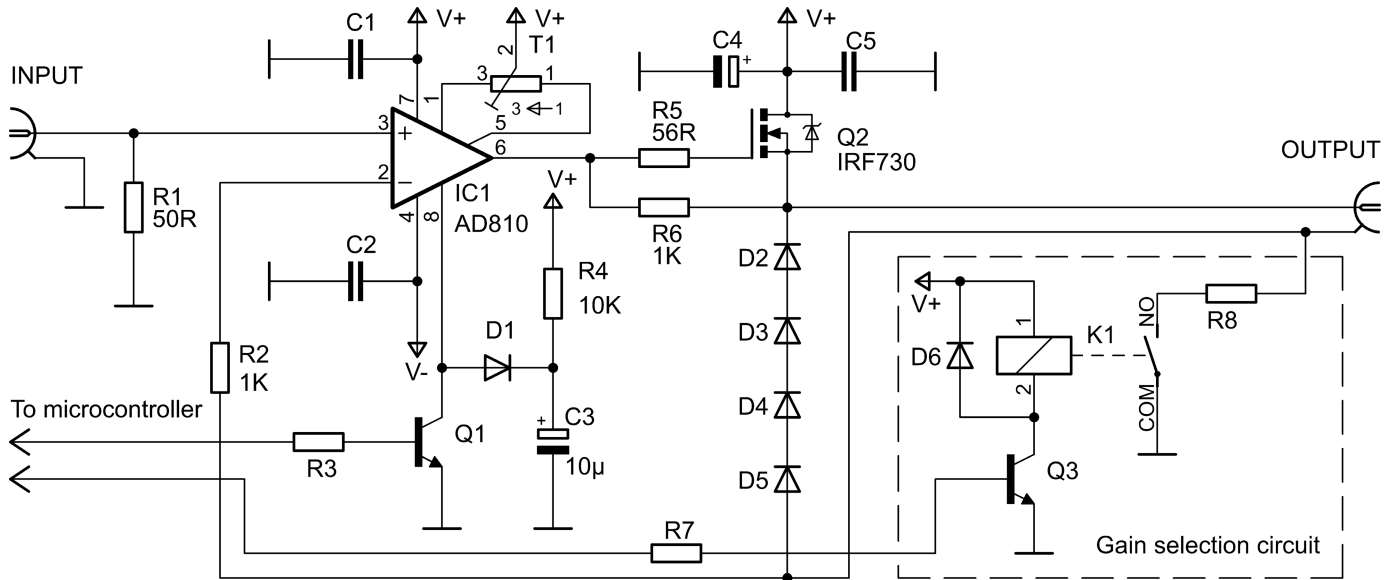 C1
V+
V+
2
T1
V+
C4
+
C5
INPUT
7
1
3
1
3
1
R5
56R
3
+
5
6
Q2
IRF730
OUTPUT
2
–
R1
50R
IC1
AD810
4
8
V+
R6
1K
C2
R4
10K
D2
V+
NO
R8
1
K1
D1
D3
D6
V-
R2
1K
2
COM
To microcontroller
C3
+
10µ
D4
R3
Q1
D5
Q3
R7
Gain selection circuit